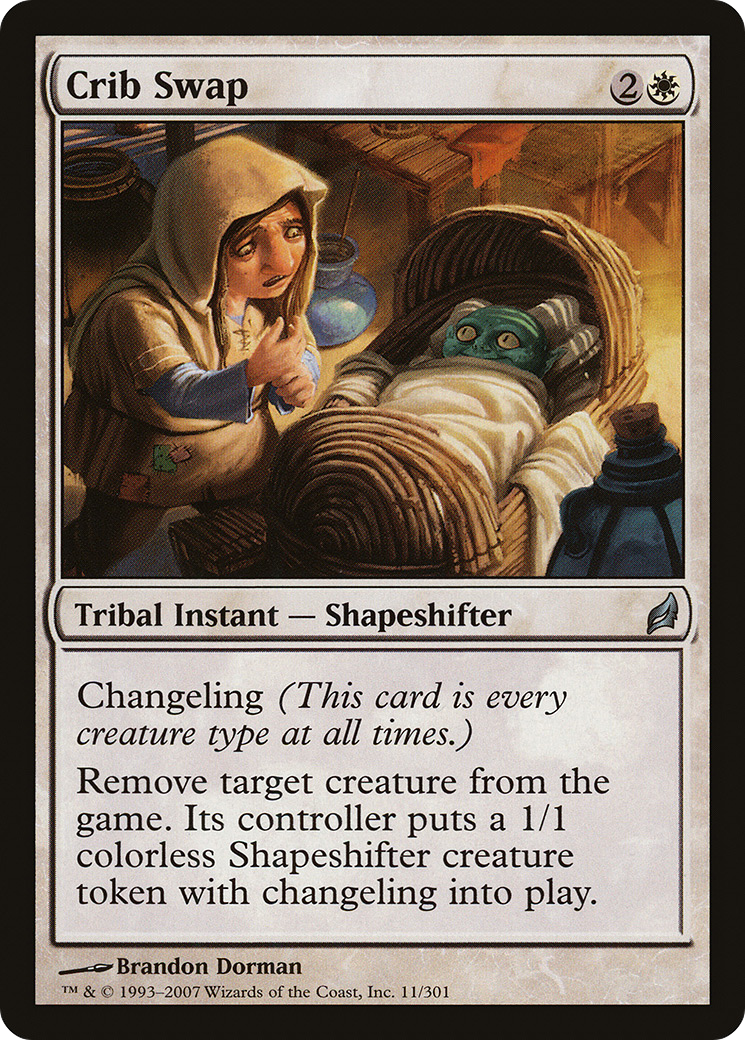 Crib Swap 2
Tribal Instant — Shapeshifter
Changeling (This card is every
creature type at all times.)
Remove target creature from the
game. Its controller puts a 1/1
colorless Shapeshifter creature
token with changeling into play.
Brandon Dorman
™ & © 1993–2007 Wizards of the Coast, Inc. 11/301